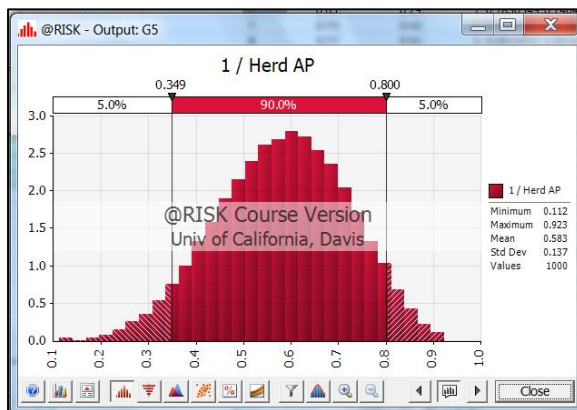 @RISK - Output: G5
1 / Herd AP
0.349 0.800
5.0% 90.0% 5.0%
3.0
2.5
2.0
1.5
1.0
0.5
0.0
@RISK Course Version
Univ of California, Davis
0.1 0.2 0.3 0.4 0.5 0.6 0.7 0.8 0.9 1.0
1 / Herd AP
Minimum 0.112
Maximum 0.923
Mean 0.583
Std Dev 0.137
Values 1000
Close